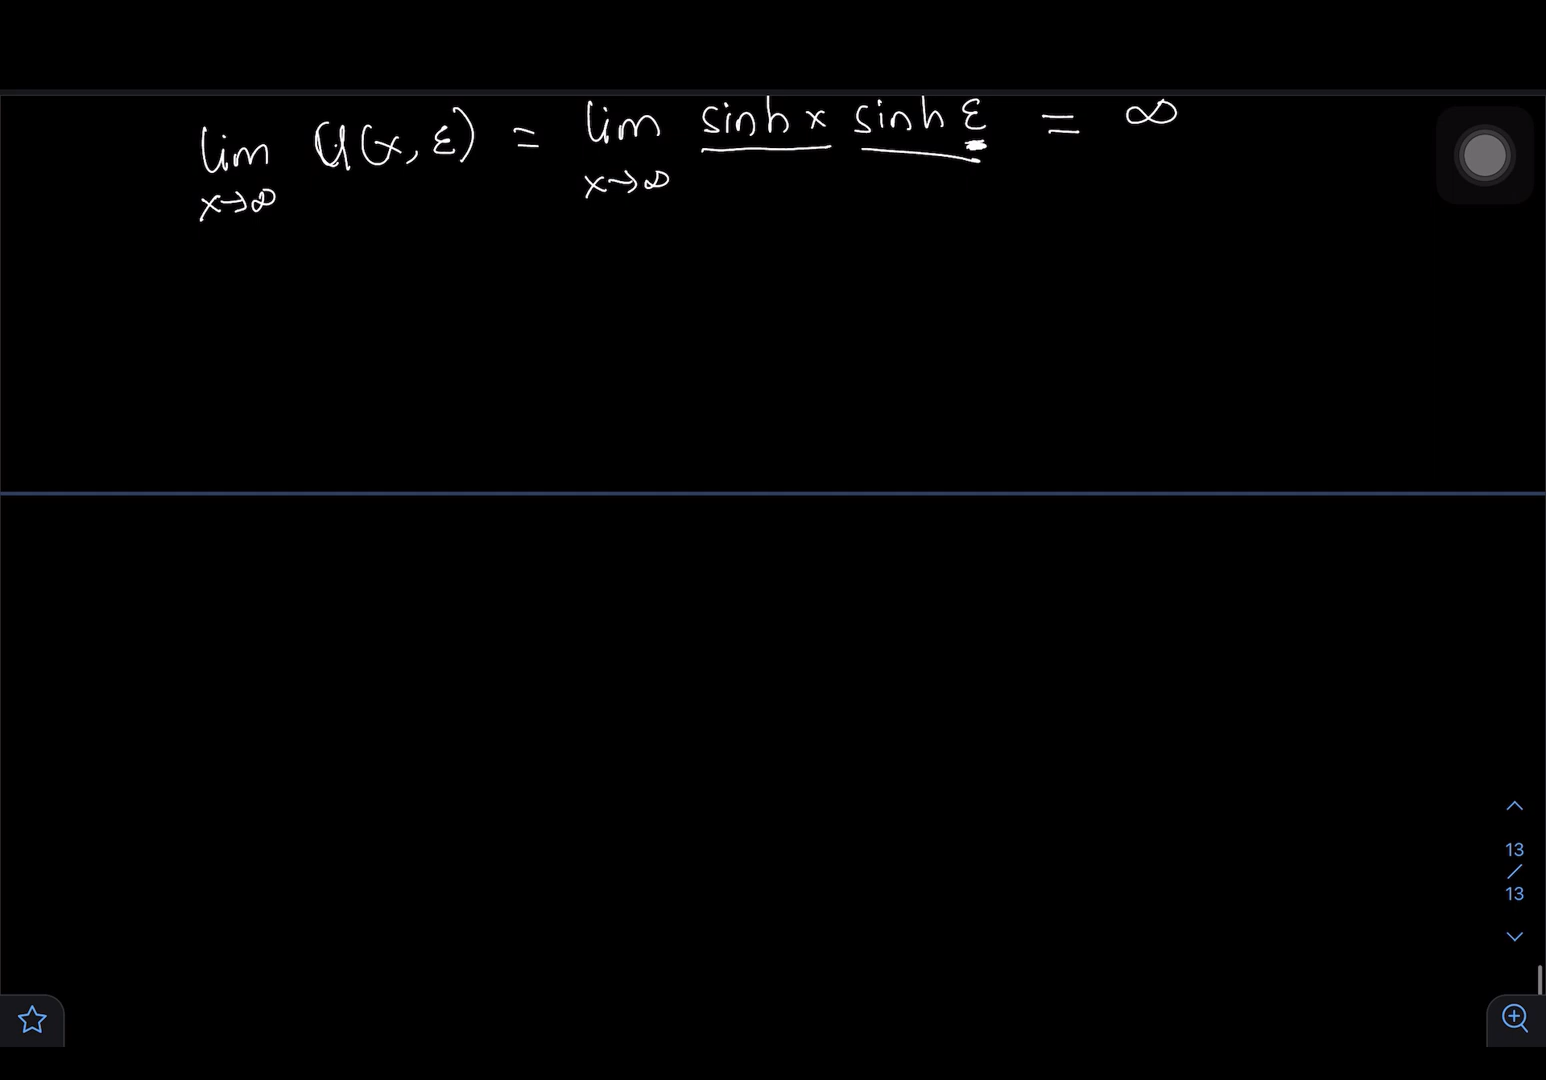 lim U(x, ε) = lim sinh x sinh ε = ∞
x→∞ x→∞
13
/
13